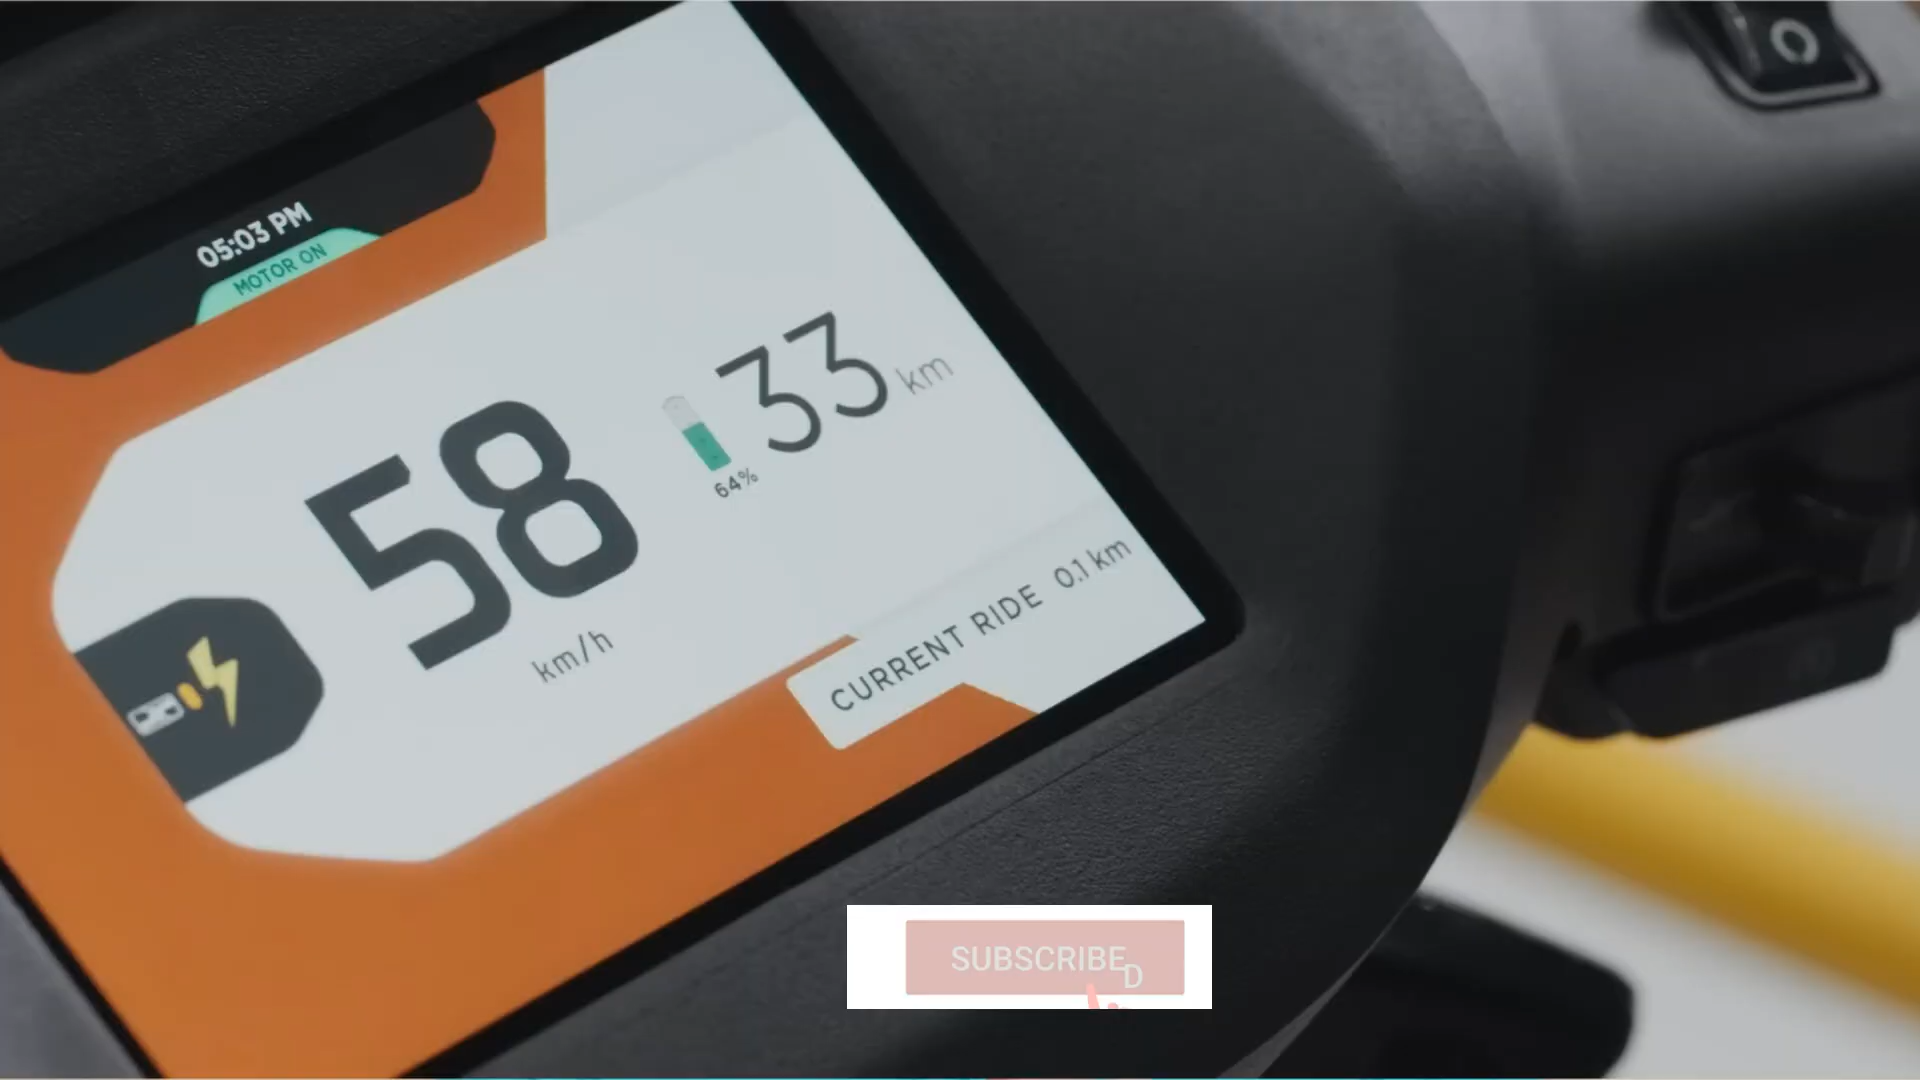 05:03 PM
MOTOR ON
58
km/h
33 km
64%
CURRENT RIDE 0.1 km
SUBSCRIBED